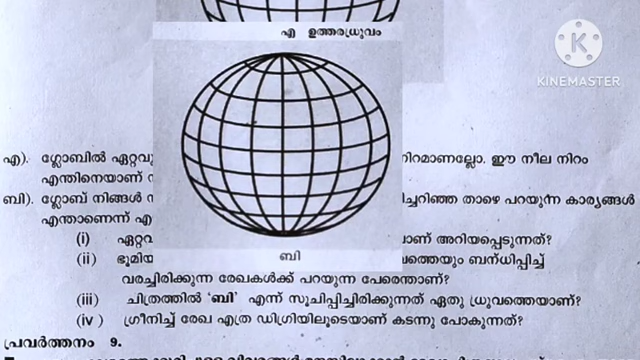 എ ഉത്തരധ്രുവം
KINEMASTER
എ). ഗ്ലോബിൽ ഏറ്റവു നിറമാണല്ലോ. ഈ നീല നിറം
എന്തിനെയാണ്
ബി). ഗ്ലോബ് നിങ്ങൾ ിച്ചറിഞ്ഞ താഴെ പറയുന്ന കാര്യങ്ങൾ
എന്താണെന്ന് എ
(i) ഏറ്റവ ാണ് അറിയപ്പെടുന്നത്?
(ii) ഭൂമിയ വത്തെയും ബന്ധിപ്പിച്ച്
ബി
വരച്ചിരിക്കുന്ന രേഖകൾക്ക് പറയുന്ന പേരെന്താണ്?
(iii) ചിത്രത്തിൽ 'ബി' എന്ന് സൂചിപ്പിച്ചിരിക്കുന്നത് ഏതു ധ്രുവത്തെയാണ്?
(iv) ഗ്രീനിച്ച് രേഖ എത്ര ഡിഗ്രിയിലൂടെയാണ് കടന്നു പോകുന്നത്?
പ്രവർത്തനം 9.